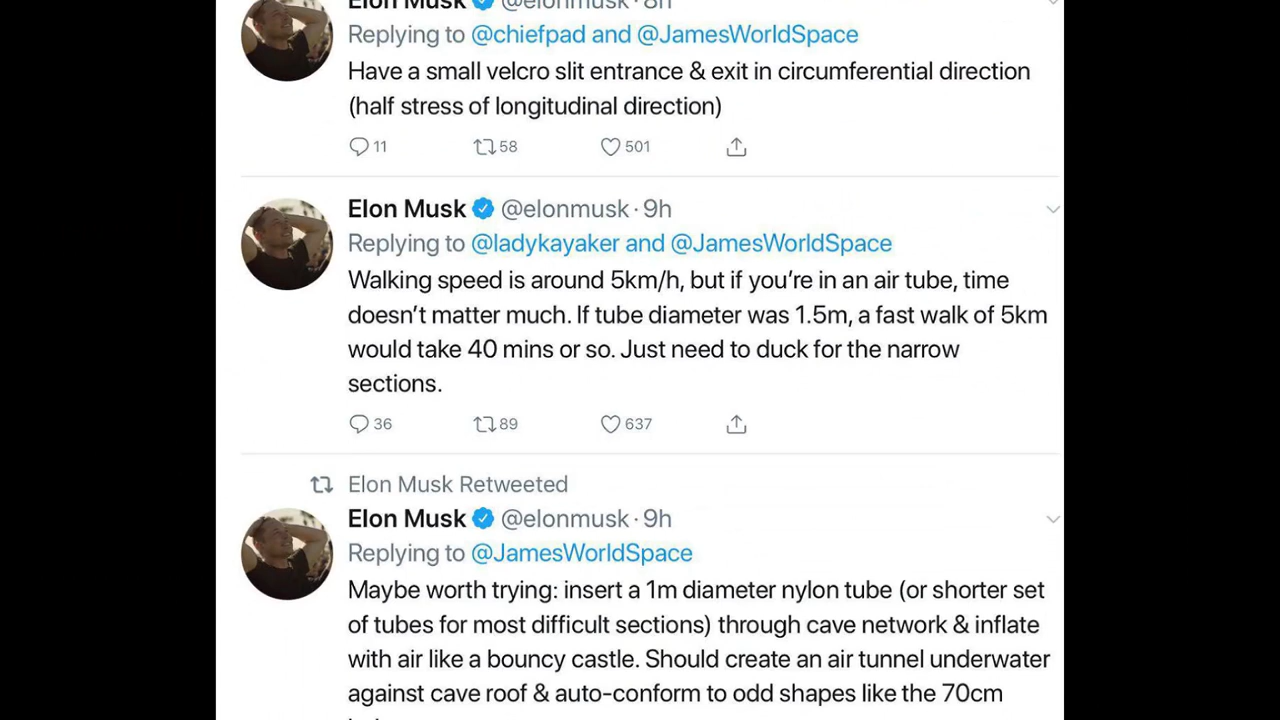 Elon Musk @elonmusk · 8h
Replying to @chiefpad and @JamesWorldSpace
Have a small velcro slit entrance & exit in circumferential direction
(half stress of longitudinal direction)
11 58 501
Elon Musk @elonmusk · 9h
Replying to @ladykayaker and @JamesWorldSpace
Walking speed is around 5km/h, but if you’re in an air tube, time
doesn’t matter much. If tube diameter was 1.5m, a fast walk of 5km
would take 40 mins or so. Just need to duck for the narrow
sections.
36 89 637
Elon Musk Retweeted
Elon Musk @elonmusk · 9h
Replying to @JamesWorldSpace
Maybe worth trying: insert a 1m diameter nylon tube (or shorter set
of tubes for most difficult sections) through cave network & inflate
with air like a bouncy castle. Should create an air tunnel underwater
against cave roof & auto-conform to odd shapes like the 70cm